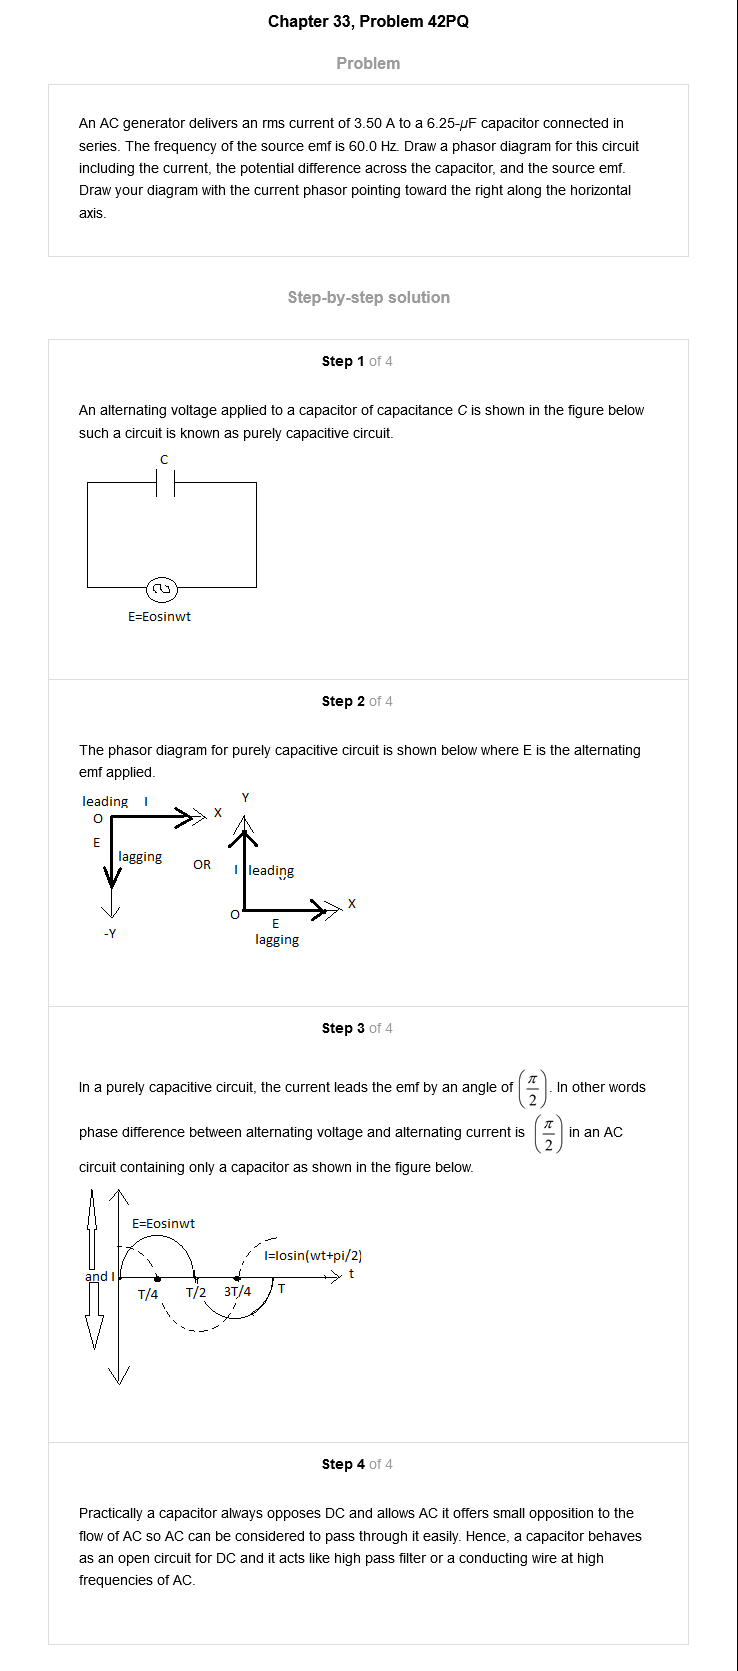 Chapter 33, Problem 42PQ
Problem
An AC generator delivers an rms current of 3.50 A to a 6.25-μF capacitor connected in
series. The frequency of the source emf is 60.0 Hz. Draw a phasor diagram for this circuit
including the current, the potential difference across the capacitor, and the source emf.
Draw your diagram with the current phasor pointing toward the right along the horizontal
axis.
Step-by-step solution
Step 1 of 4
An alternating voltage applied to a capacitor of capacitance C is shown in the figure below
such a circuit is known as purely capacitive circuit.
C
E=Eosinwt
Step 2 of 4
The phasor diagram for purely capacitive circuit is shown below where E is the alternating
emf applied.
leading I
O
X
E
lagging
-Y
OR
Y
I leading
O
X
E
lagging
Step 3 of 4
In a purely capacitive circuit, the current leads the emf by an angle of (π/2). In other words
phase difference between alternating voltage and alternating current is (π/2) in an AC
circuit containing only a capacitor as shown in the figure below.
E=Eosinwt
I=Iosin(wt+pi/2)
and I
t
T/4 T/2 3T/4 T
Step 4 of 4
Practically a capacitor always opposes DC and allows AC it offers small opposition to the
flow of AC so AC can be considered to pass through it easily. Hence, a capacitor behaves
as an open circuit for DC and it acts like high pass filter or a conducting wire at high
frequencies of AC.